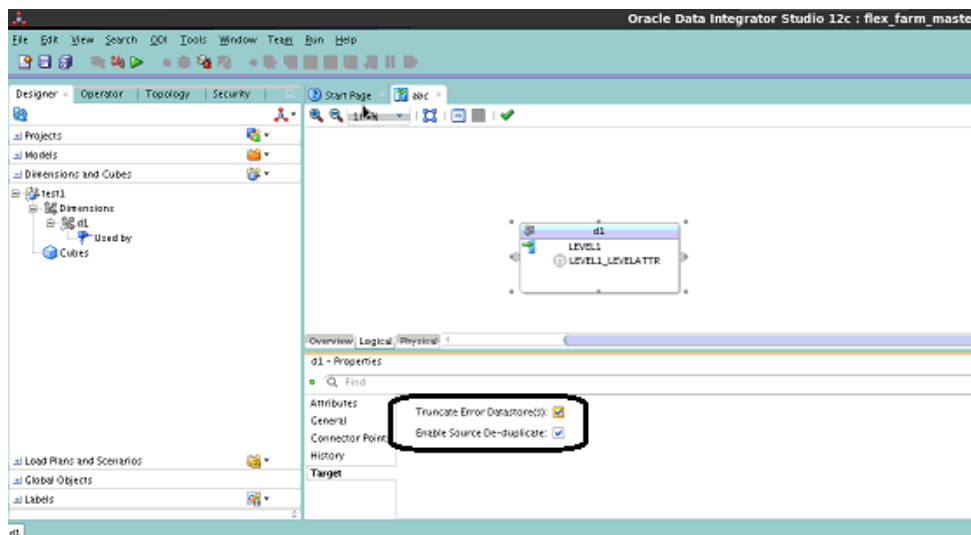 Oracle Data Integrator Studio 12c : flex_farm_maste
File Edit View Search ODI Tools Window Team Run Help
Designer Operator Topology Security
Start Page abc
Projects
Models
Dimensions and Cubes
test1
Dimensions
d1
Used by
Cubes
d1
LEVEL1
LEVEL1_LEVELATTR
Overview Logical Physical
d1 - Properties
Find
Attributes
General
Connector Point
History
Target
Truncate Error Datastore(s):
Enable Source De-duplicate:
Load Plans and Scenarios
Global Objects
Labels
d1